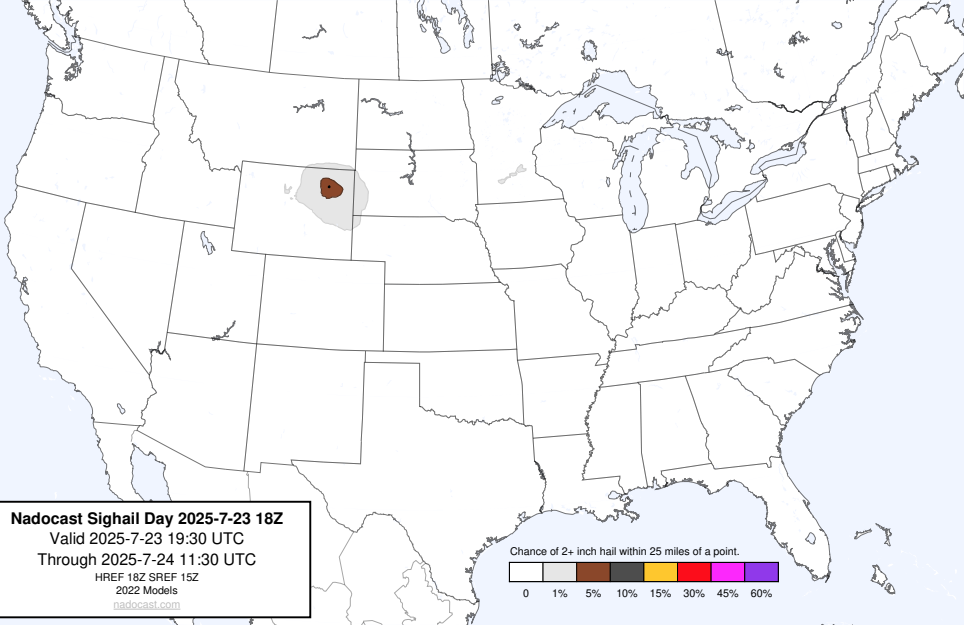 Nadocast Sighail Day 2025-7-23 18Z
Valid 2025-7-23 19:30 UTC
Through 2025-7-24 11:30 UTC
HREF 18Z SREF 15Z
2022 Models
nadocast.com
Chance of 2+ inch hail within 25 miles of a point.
0 1% 5% 10% 15% 30% 45% 60%